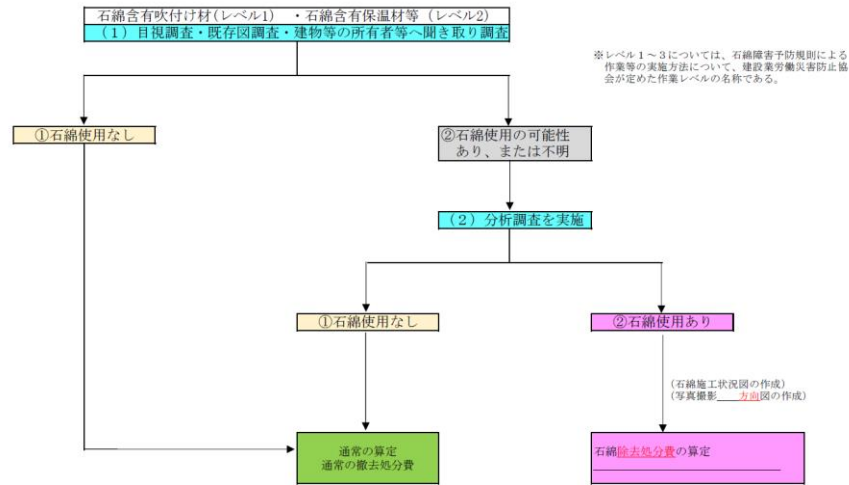 石綿含有吹付け材(レベル1) ・石綿含有保温材等(レベル2)
(1)目視調査・既存図調査・建物等の所有者等へ聞き取り調査
※レベル1～3については、石綿障害予防規則による
作業等の実施方法について、建設業労働災害防止協
会が定めた作業レベルの名称である。
①石綿使用なし
②石綿使用の可能性
あり、または不明
(2)分析調査を実施
①石綿使用なし
②石綿使用あり
(石綿施工状況図の作成)
(写真撮影 方向図の作成)
通常の算定
通常の撤去処分費
石綿除去処分費の算定